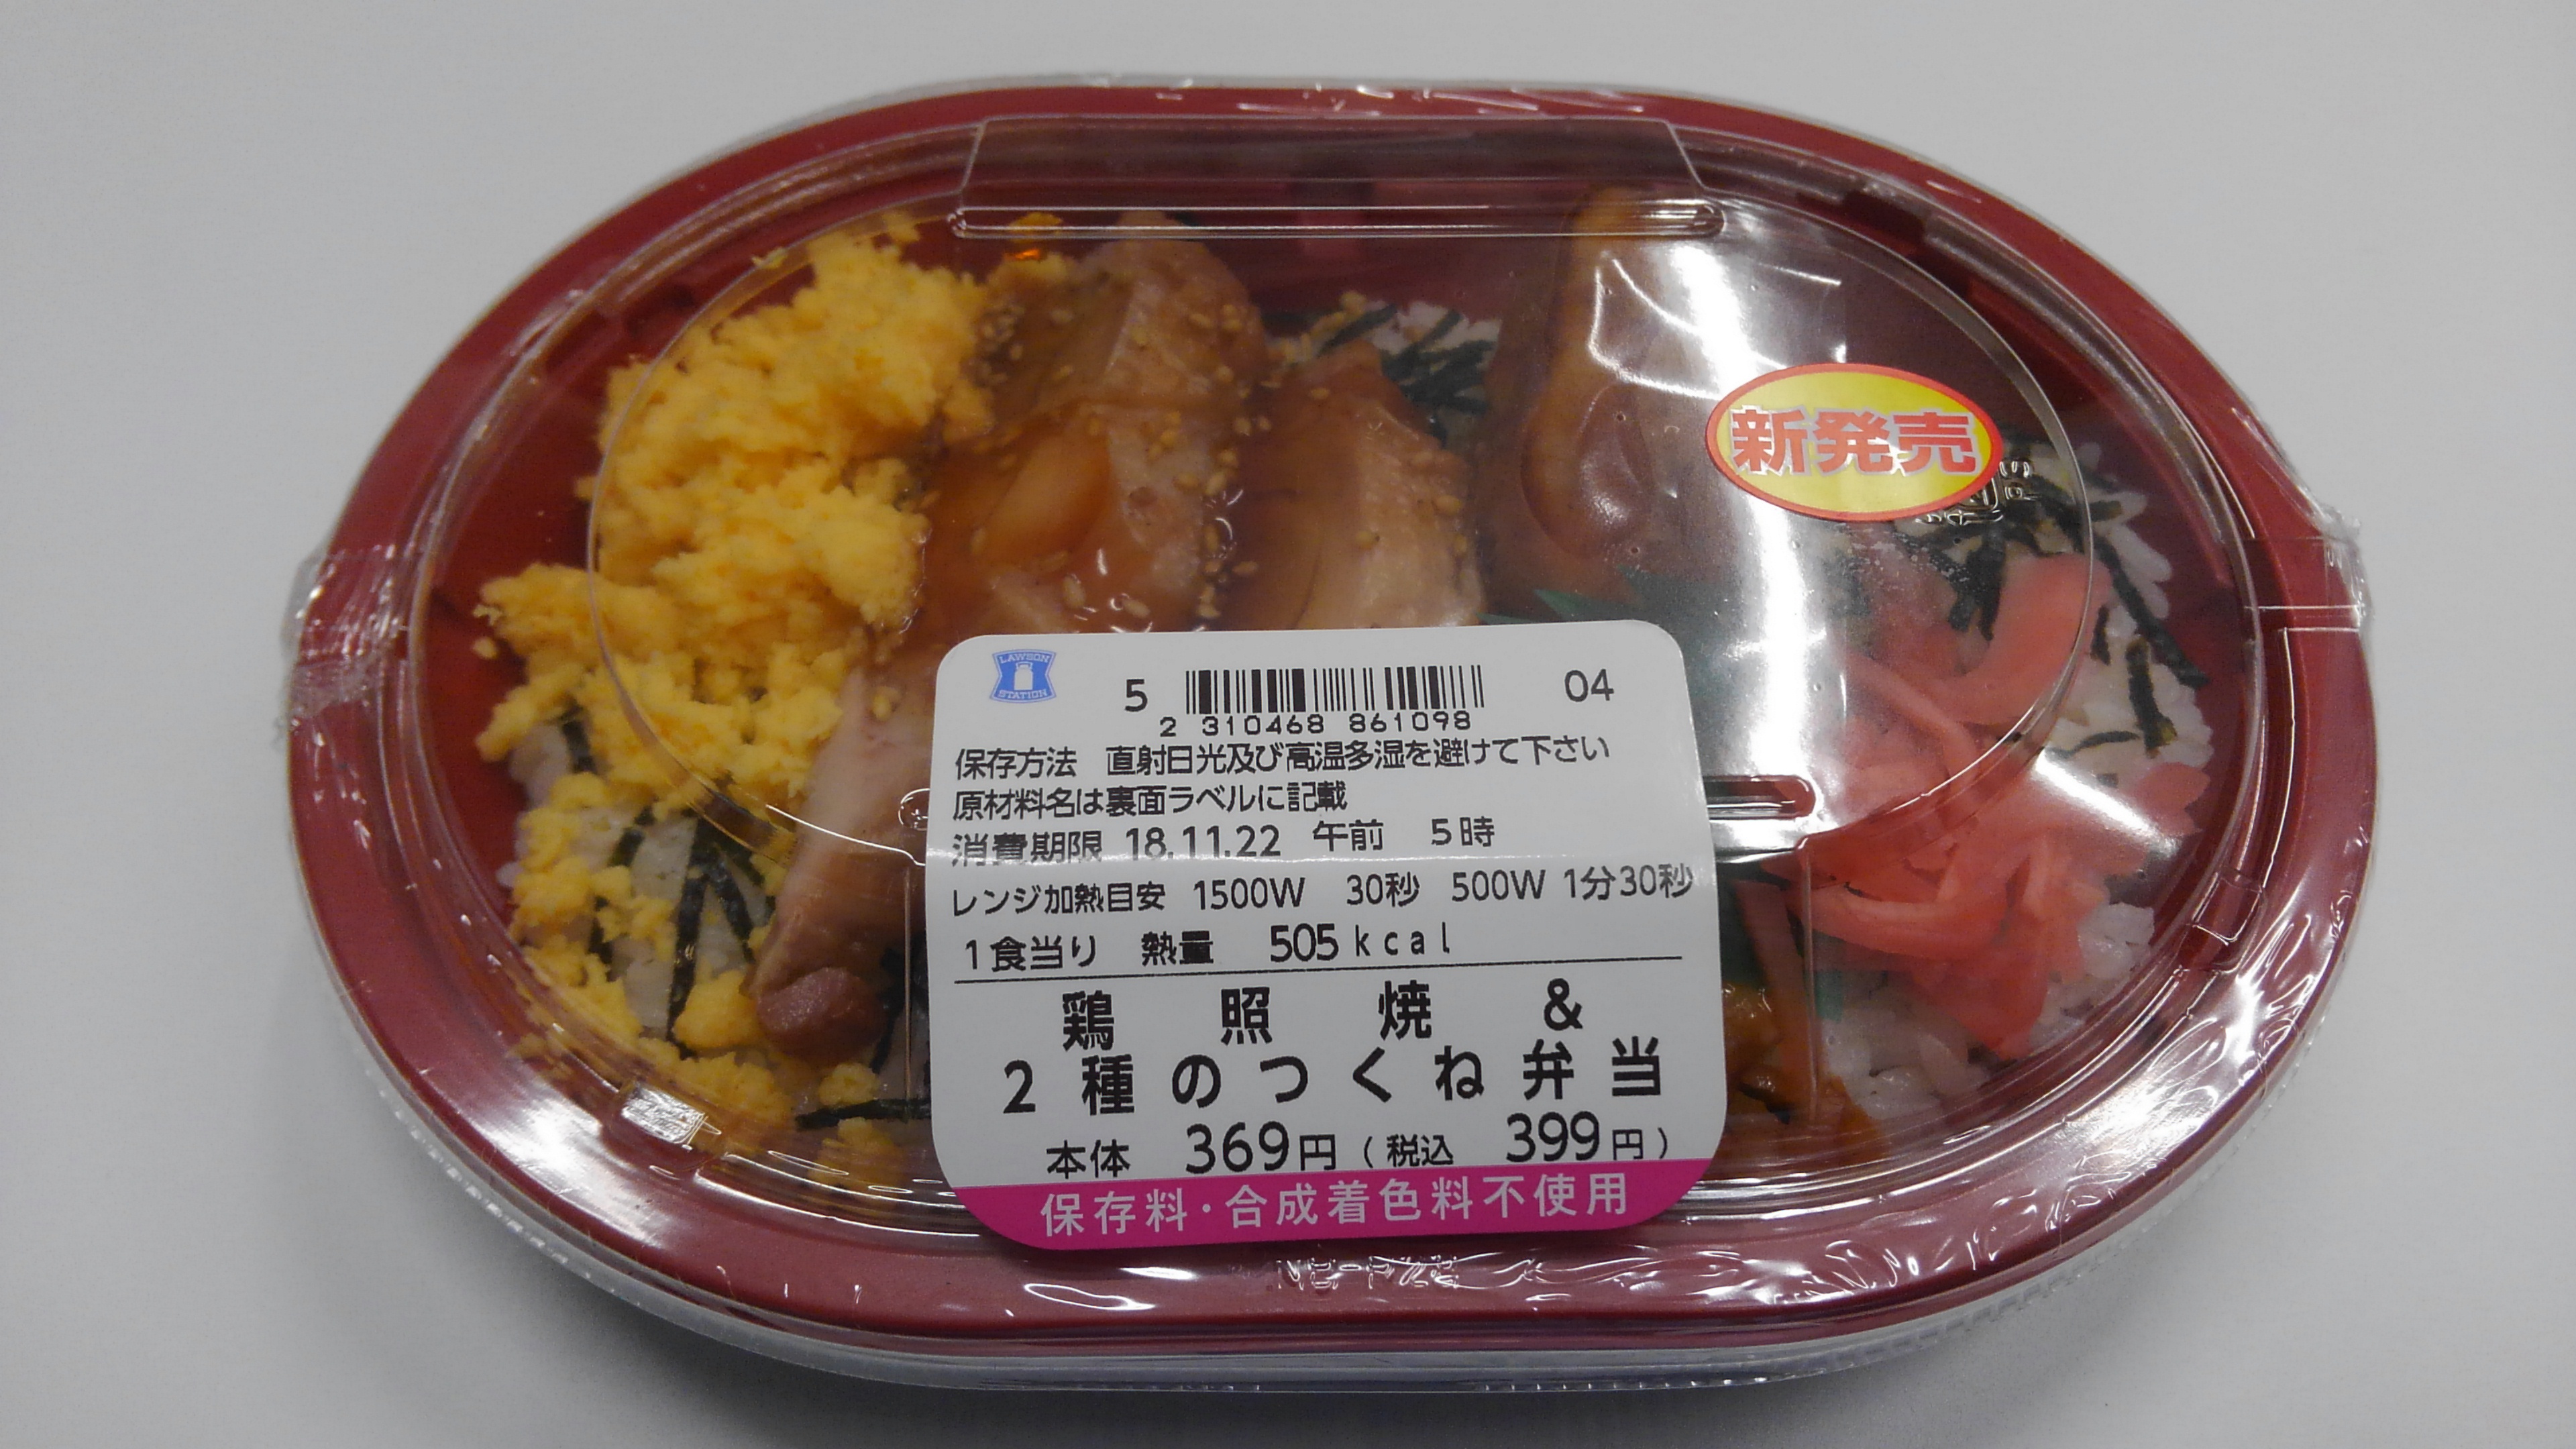 新発売
LAWSON
STATION
5 04
2 310468 861098
保存方法 直射日光及び高温多湿を避けて下さい
原材料名は裏面ラベルに記載
消費期限 18.11.22 午前 5時
レンジ加熱目安 1500W 30秒 500W 1分30秒
1食当り 熱量 505kcal
鶏照焼&
2種のつくね弁当
本体 369円(税込 399円)
保存料・合成着色料不使用